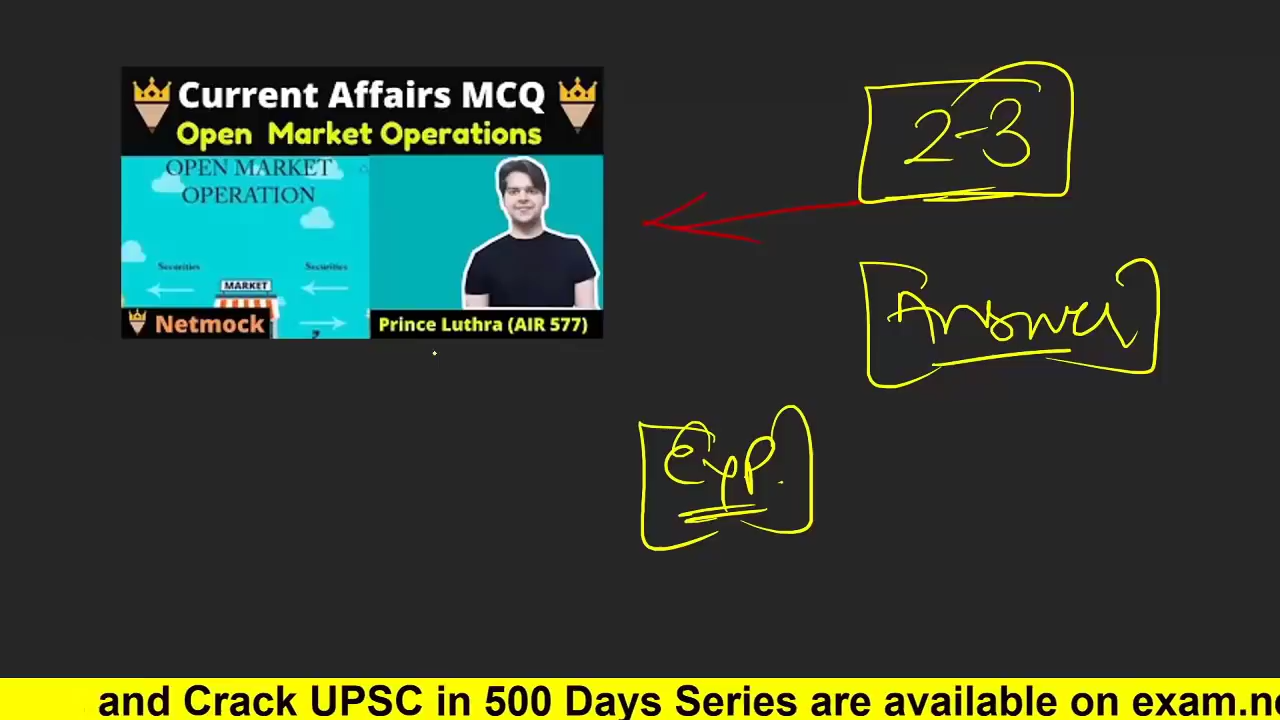 Current Affairs MCQ
Open Market Operations
OPEN MARKET
OPERATION
Securities
Securities
MARKET
Netmock
Prince Luthra (AIR 577)
2-3
Answer
Exp.
and Crack UPSC in 500 Days Series are available on exam.ne